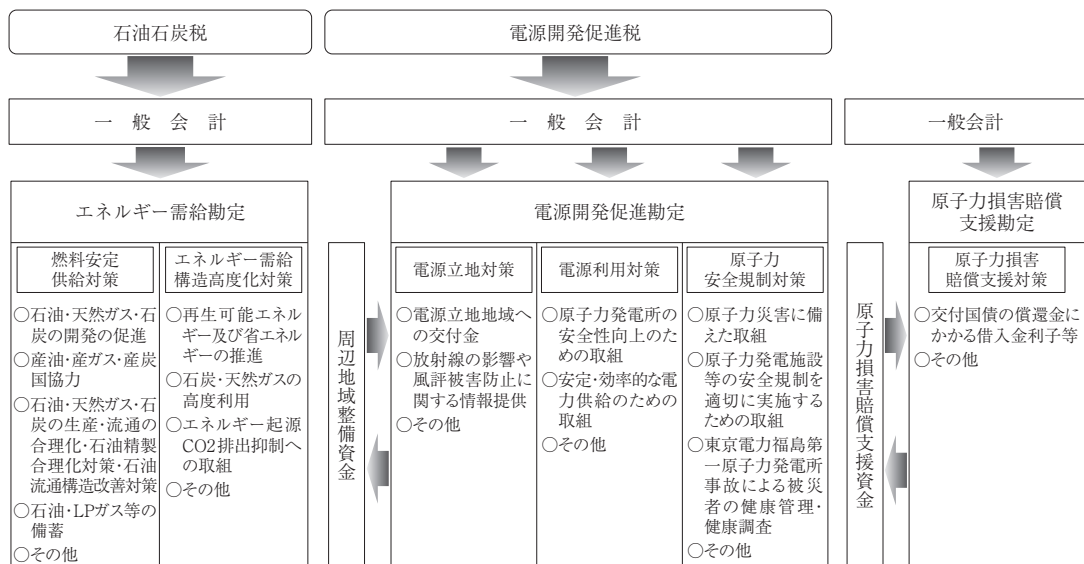 石油石炭税
電源開発促進税
一般会計
一般会計
一般会計
エネルギー需給勘定
燃料安定
供給対策
○石油・天然ガス・石
炭の開発の促進
○産油・産ガス・産炭
国協力
○石油・天然ガス・石
炭の生産・流通の
合理化・石油精製
合理化対策・石油
流通構造改善対策
○石油・LPガス等の
備蓄
○その他
エネルギー需給
構造高度化対策
○再生可能エネル
ギー及び省エネル
ギーの推進
○石炭・天然ガスの
高度利用
○エネルギー起源
CO2排出抑制へ
の取組
○その他
周辺地域整備資金
電源開発促進勘定
電源立地対策
○電源立地地域へ
の交付金
○放射線の影響や
風評被害防止に
関する情報提供
○その他
電源利用対策
○原子力発電所の
安全性向上のた
めの取組
○安定・効率的な電
力供給のための
取組
○その他
原子力
安全規制対策
○原子力災害に備
えた取組
○原子力発電施設
等の安全規制を
適切に実施する
ための取組
○東京電力福島第
一原子力発電所
事故による被災
者の健康管理・
健康調査
○その他
原子力損害賠償支援資金
原子力損害賠償
支援勘定
原子力損害
賠償支援対策
○交付国債の償還金に
かかる借入金利子等
○その他